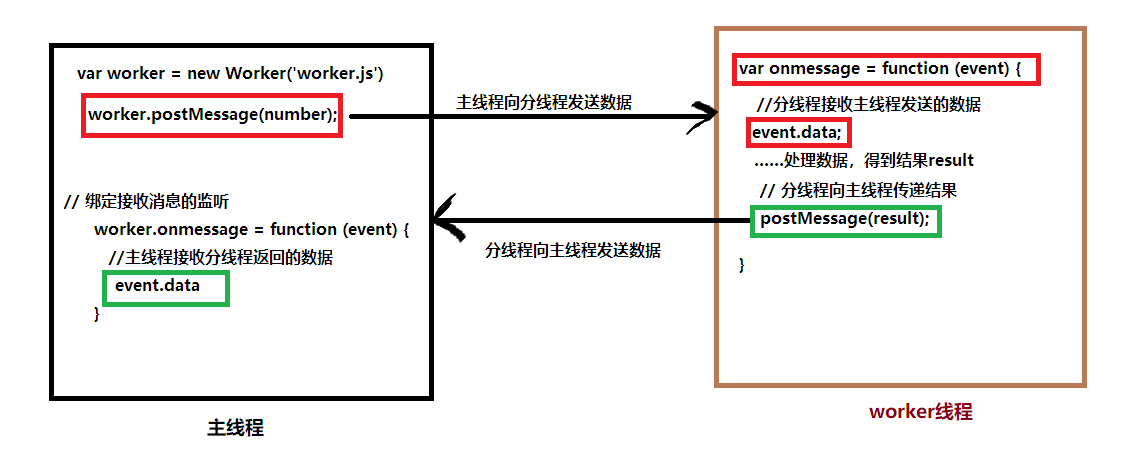 var worker = new Worker('worker.js')
worker.postMessage(number);
// 绑定接收消息的监听
worker.onmessage = function (event) {
//主线程接收分线程返回的数据
event.data
}
主线程
主线程向分线程发送数据
分线程向主线程发送数据
var onmessage = function (event) {
//分线程接收主线程发送的数据
event.data;
......处理数据，得到结果result
// 分线程向主线程传递结果
postMessage(result);
}
worker线程